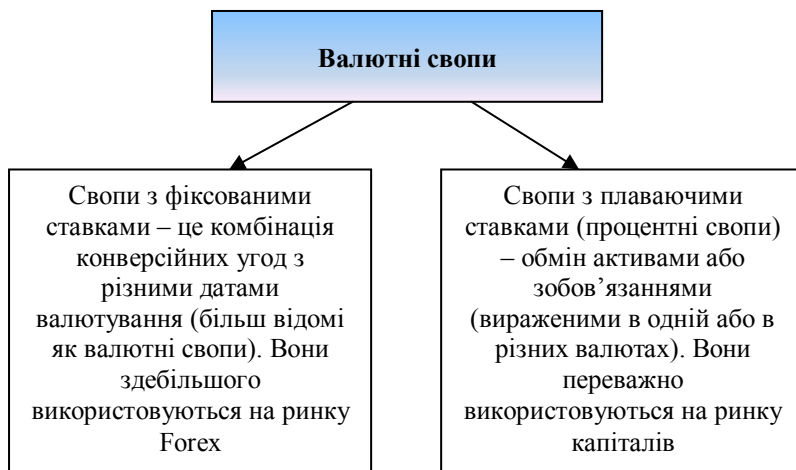 Валютні свопи
Свопи з фіксованими
ставками – це комбінація
конверсійних угод з
різними датами
валютування (більш відомі
як валютні свопи). Вони
здебільшого
використовуються на ринку
Forex
Свопи з плаваючими
ставками (процентні свопи)
– обмін активами або
зобов’язаннями
(вираженими в одній або в
різних валютах). Вони
переважно
використовуються на ринку
капіталів